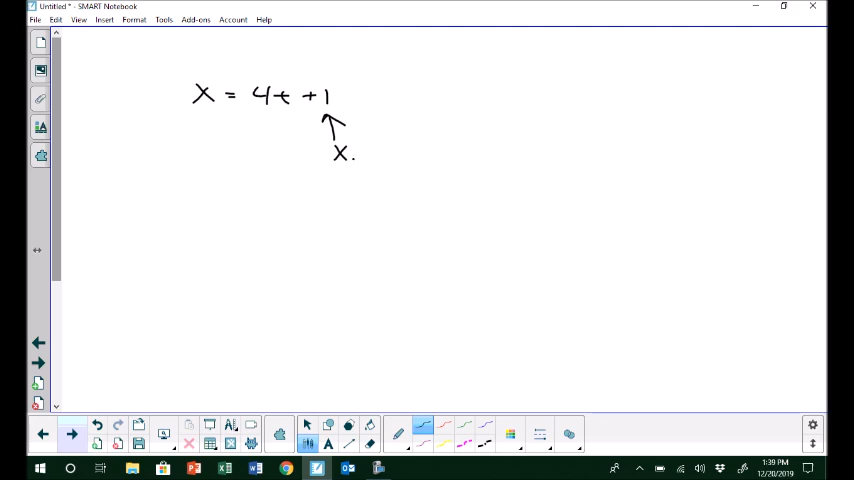 Untitled * - SMART Notebook
File Edit View Insert Format Tools Add-ons Account Help
X = 4t + 1
X.
1:39 PM
12/20/2019